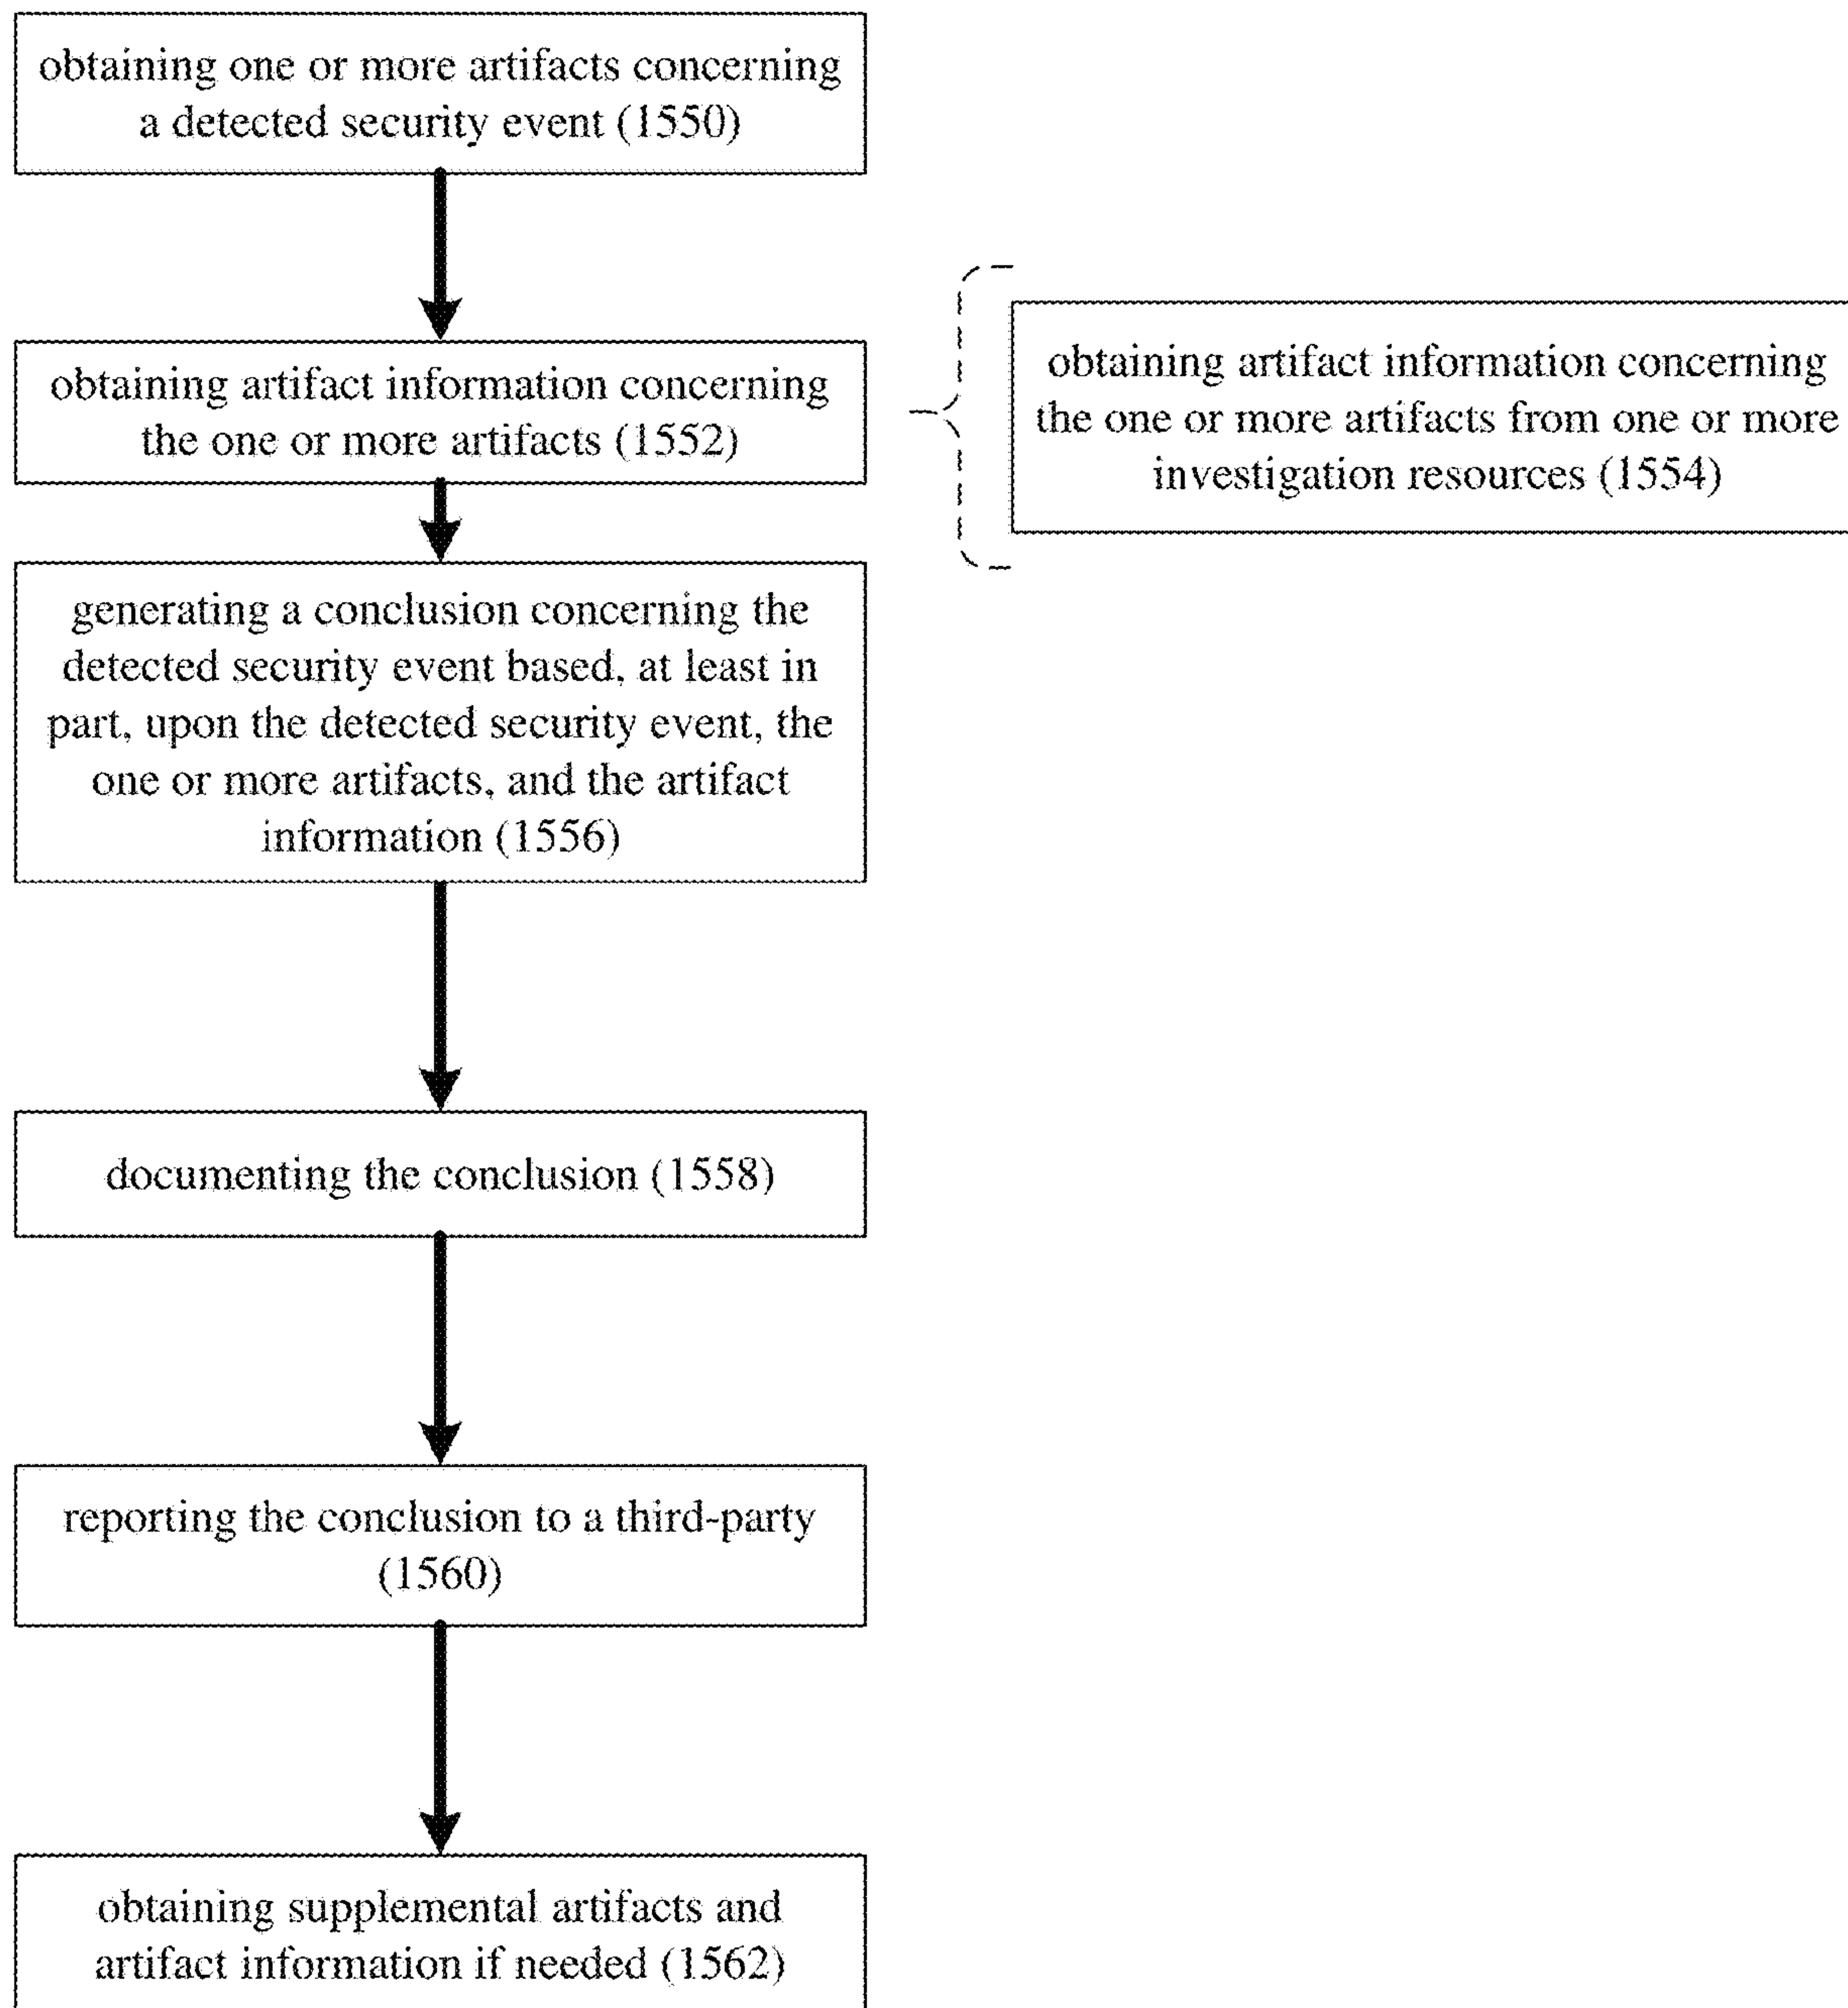 obtaining one or more artifacts concerning
a detected security event (1550)
obtaining artifact information concerning
the one or more artifacts (1552)
obtaining artifact information concerning
the one or more artifacts from one or more
investigation resources (1554)
generating a conclusion concerning the
detected security event based, at least in
part, upon the detected security event, the
one or more artifacts, and the artifact
information (1556)
documenting the conclusion (1558)
reporting the conclusion to a third-party
(1560)
obtaining supplemental artifacts and
artifact information if needed (1562)